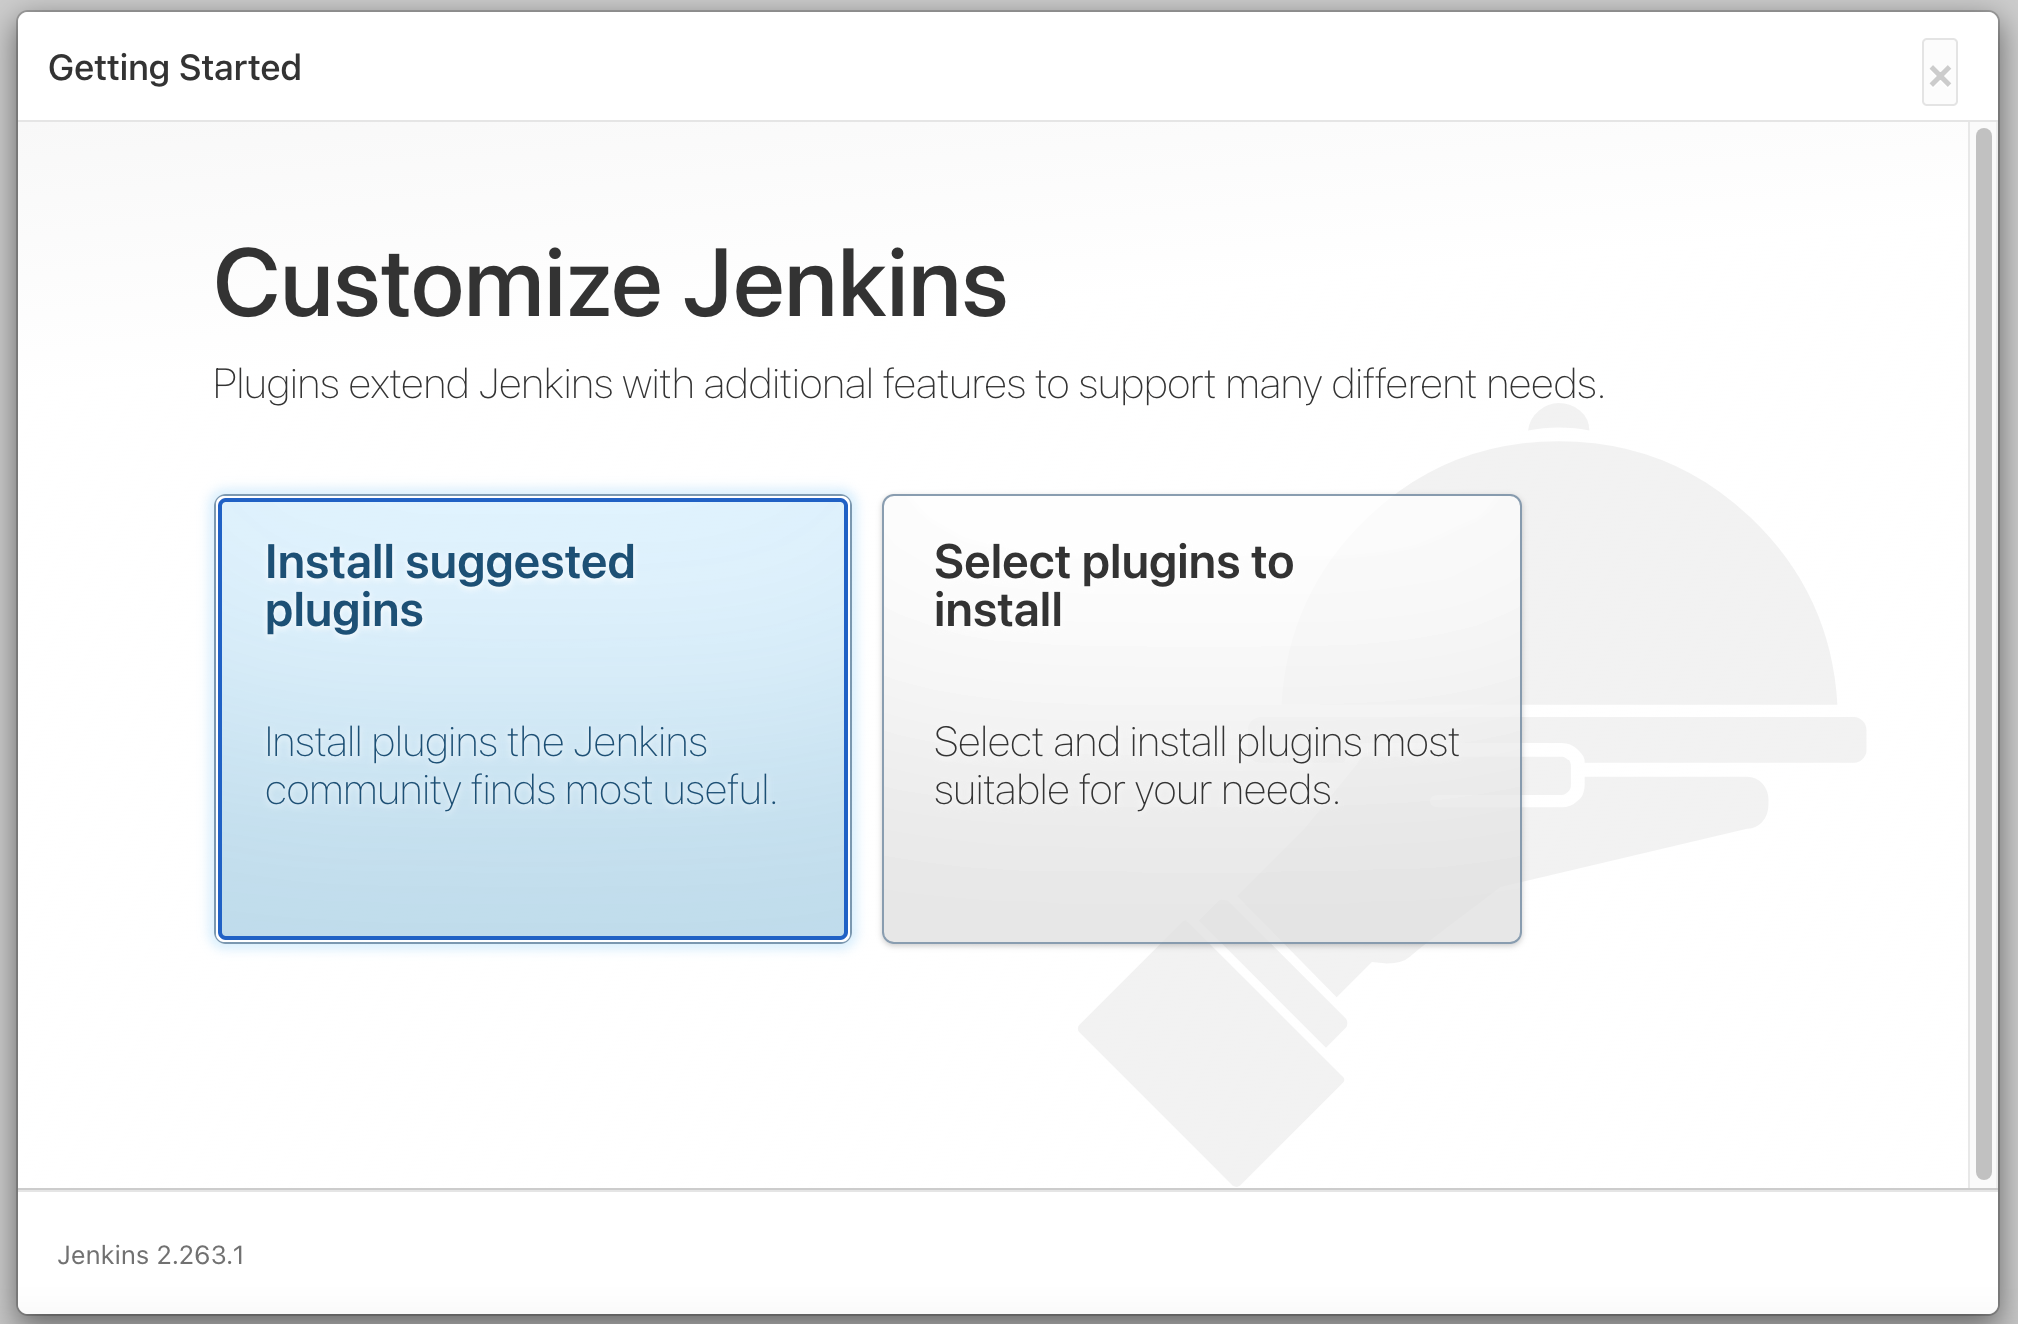 Getting Started
×
Customize Jenkins
Plugins extend Jenkins with additional features to support many different needs.
Install suggested
plugins
Install plugins the Jenkins
community finds most useful.
Select plugins to
install
Select and install plugins most
suitable for your needs.
Jenkins 2.263.1